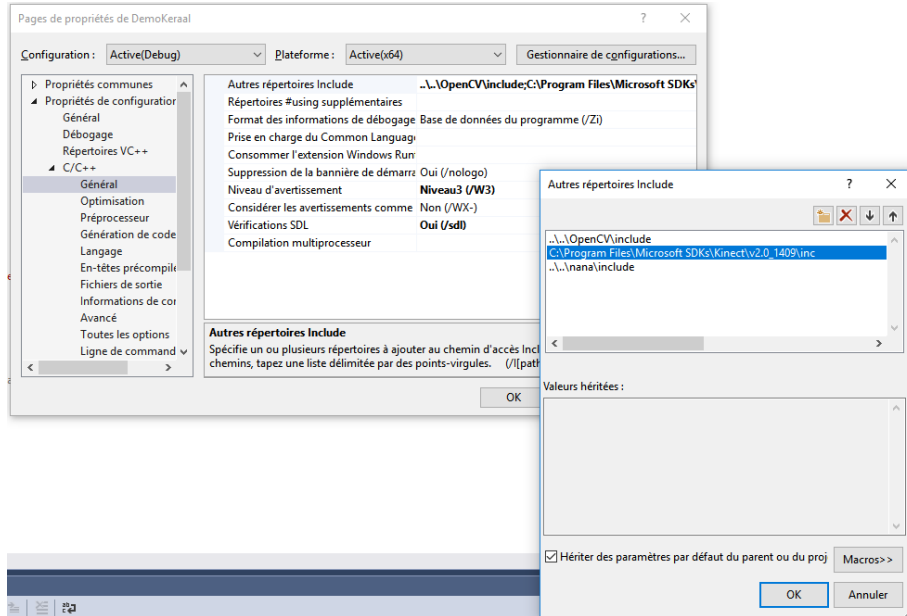 Pages de propriétés de DemoKeraal
Configuration :
Active(Debug)
Plateforme :
Active(x64)
Gestionnaire de configurations...
Propriétés communes
Propriétés de configuration
Général
Débogage
Répertoires VC++
C/C++
Général
Optimisation
Préprocesseur
Génération de code
Langage
En-têtes précompile
Fichiers de sortie
Informations de cor
Avancé
Toutes les options
Ligne de command
Autres répertoires Include ..\..\OpenCV\include;C:\Program Files\Microsoft SDKs\
Répertoires #using supplémentaires
Format des informations de débogage Base de données du programme (/Zi)
Prise en charge du Common Language
Consommer l'extension Windows Run
Suppression de la bannière de démarra Oui (/nologo)
Niveau d'avertissement Niveau3 (/W3)
Considérer les avertissements comme Non (/WX-)
Vérifications SDL Oui (/sdl)
Compilation multiprocesseur
Autres répertoires Include
Spécifie un ou plusieurs répertoires à ajouter au chemin d'accès Incl
chemins, tapez une liste délimitée par des points-virgules. (/I[path
OK
Autres répertoires Include
..\..\OpenCV\include
C:\Program Files\Microsoft SDKs\Kinect\v2.0_1409\inc
..\..\nana\include
Valeurs héritées :
Hériter des paramètres par défaut du parent ou du proj
Macros>>
OK
Annuler